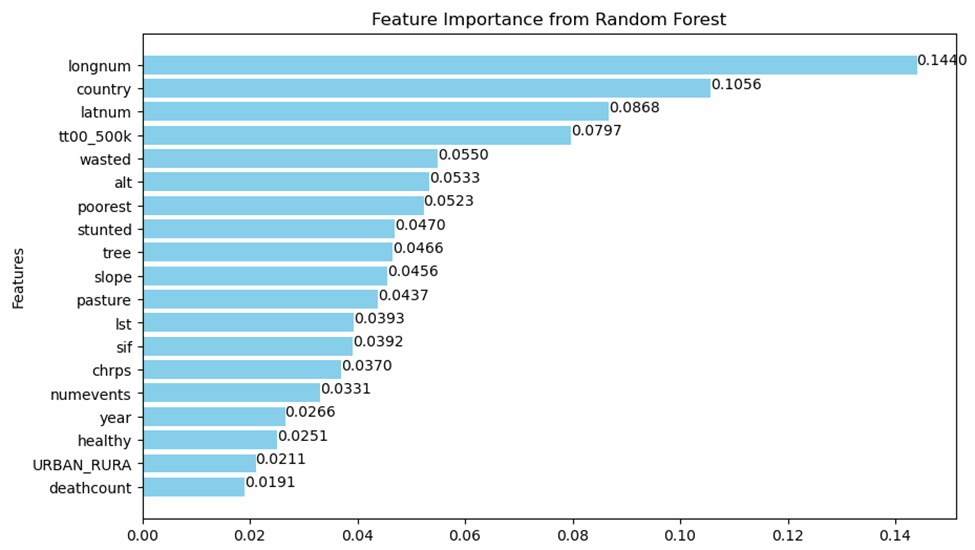 Feature Importance from Random Forest
longnum 0.1440
country 0.1056
latnum 0.0868
tt00_500k 0.0797
wasted 0.0550
alt 0.0533
poorest 0.0523
stunted 0.0470
tree 0.0466
slope 0.0456
pasture 0.0437
lst 0.0393
sif 0.0392
chrps 0.0370
numevents 0.0331
year 0.0266
healthy 0.0251
URBAN_RURA 0.0211
deathcount 0.0191
Features
0.00 0.02 0.04 0.06 0.08 0.10 0.12 0.14